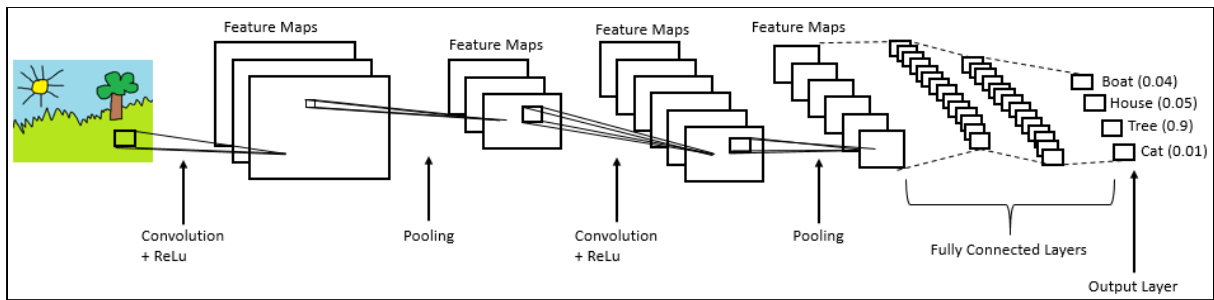 Feature Maps
Feature Maps
Feature Maps
Feature Maps
Boat (0.04)
House (0.05)
Tree (0.9)
Cat (0.01)
Convolution
+ ReLu
Pooling
Convolution
+ ReLu
Pooling
Fully Connected Layers
Output Layer